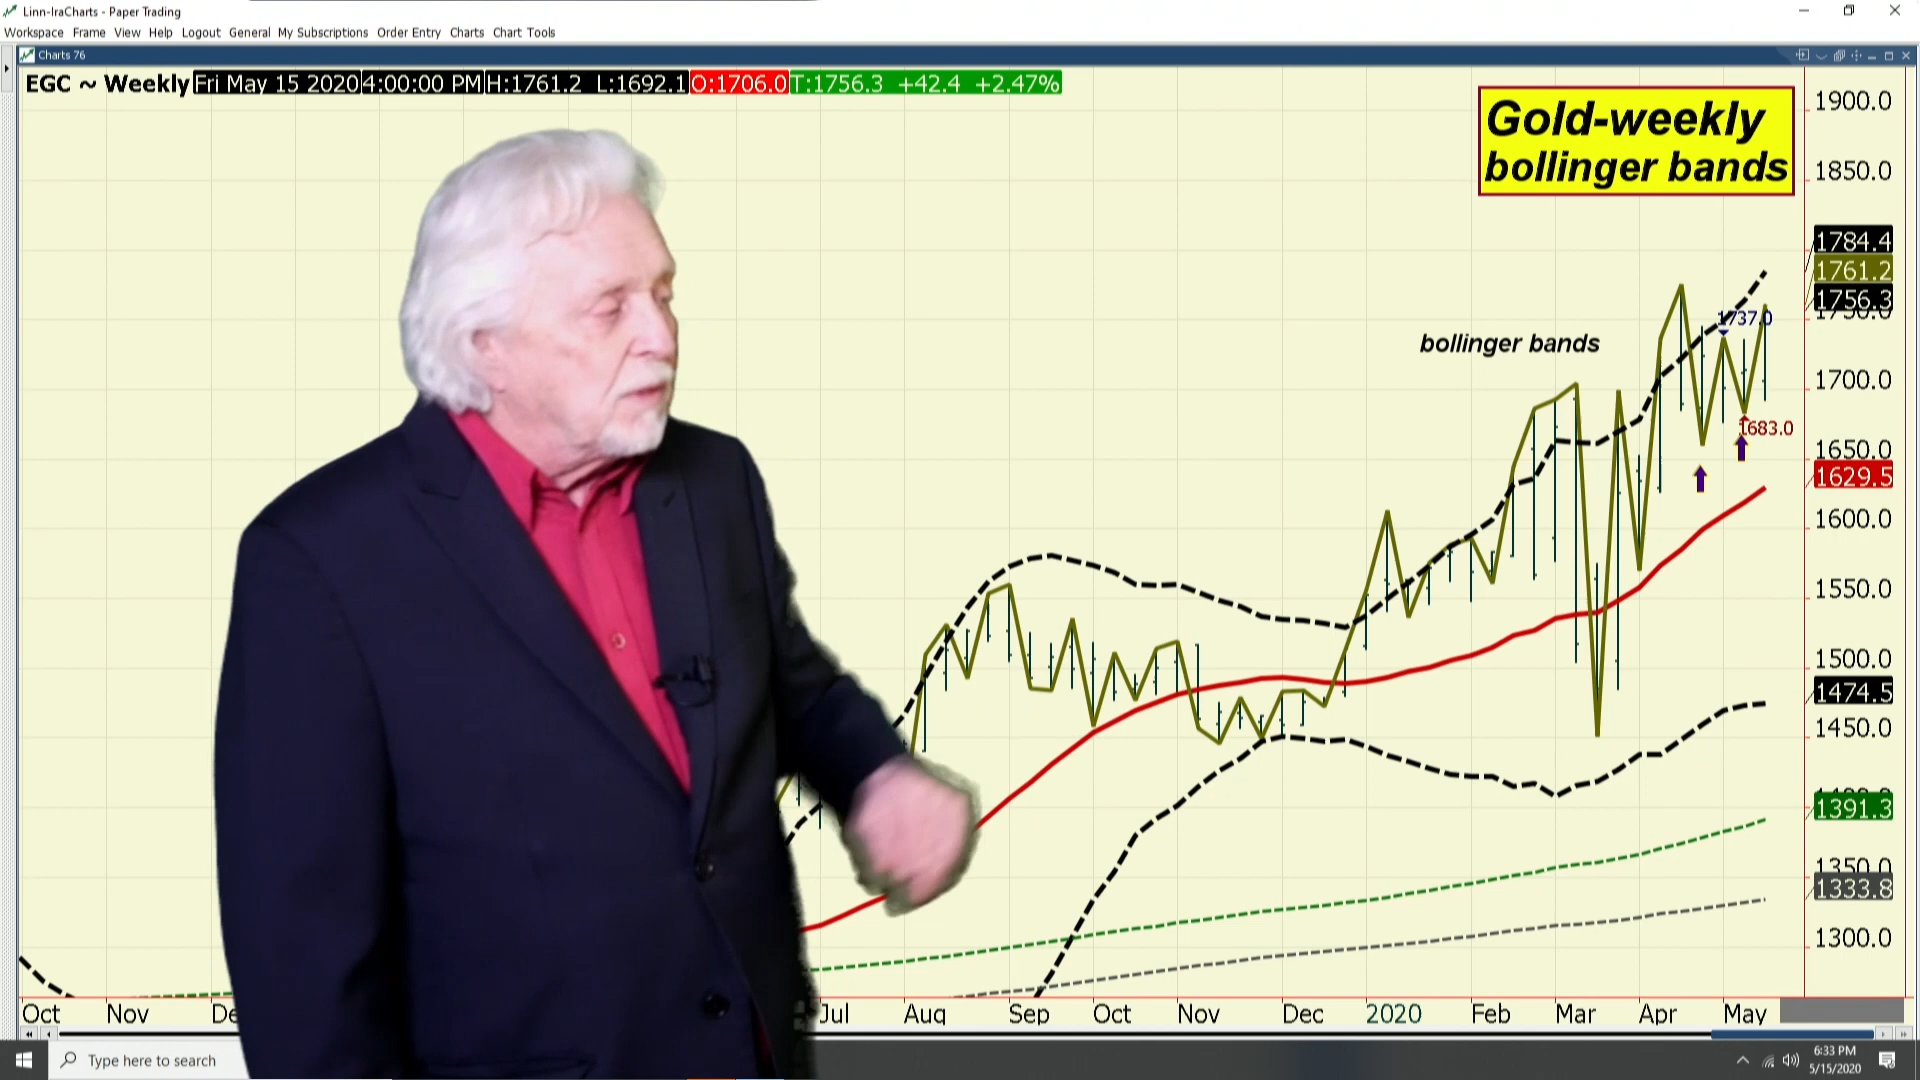 Linn-IraCharts - Paper Trading
Workspace Frame View Help Logout General My Subscriptions Order Entry Charts Chart Tools
Charts 76
EGC ~ Weekly Fri May 15 2020 4:00:00 PM H:1761.2 L:1692.1 O:1706.0 T:1756.3 +42.4 +2.47%
Gold-weekly
bollinger bands
1900.0
1850.0
1784.4
1761.2
1756.3
1750.0
1737.0
bollinger bands
1700.0
1683.0
1650.0
1629.5
1600.0
1550.0
1500.0
1474.5
1450.0
1391.3
1350.0
1333.8
1300.0
Oct Nov De Jul Aug Sep Oct Nov Dec 2020 Feb Mar Apr May
Type here to search
6:33 PM
5/15/2020